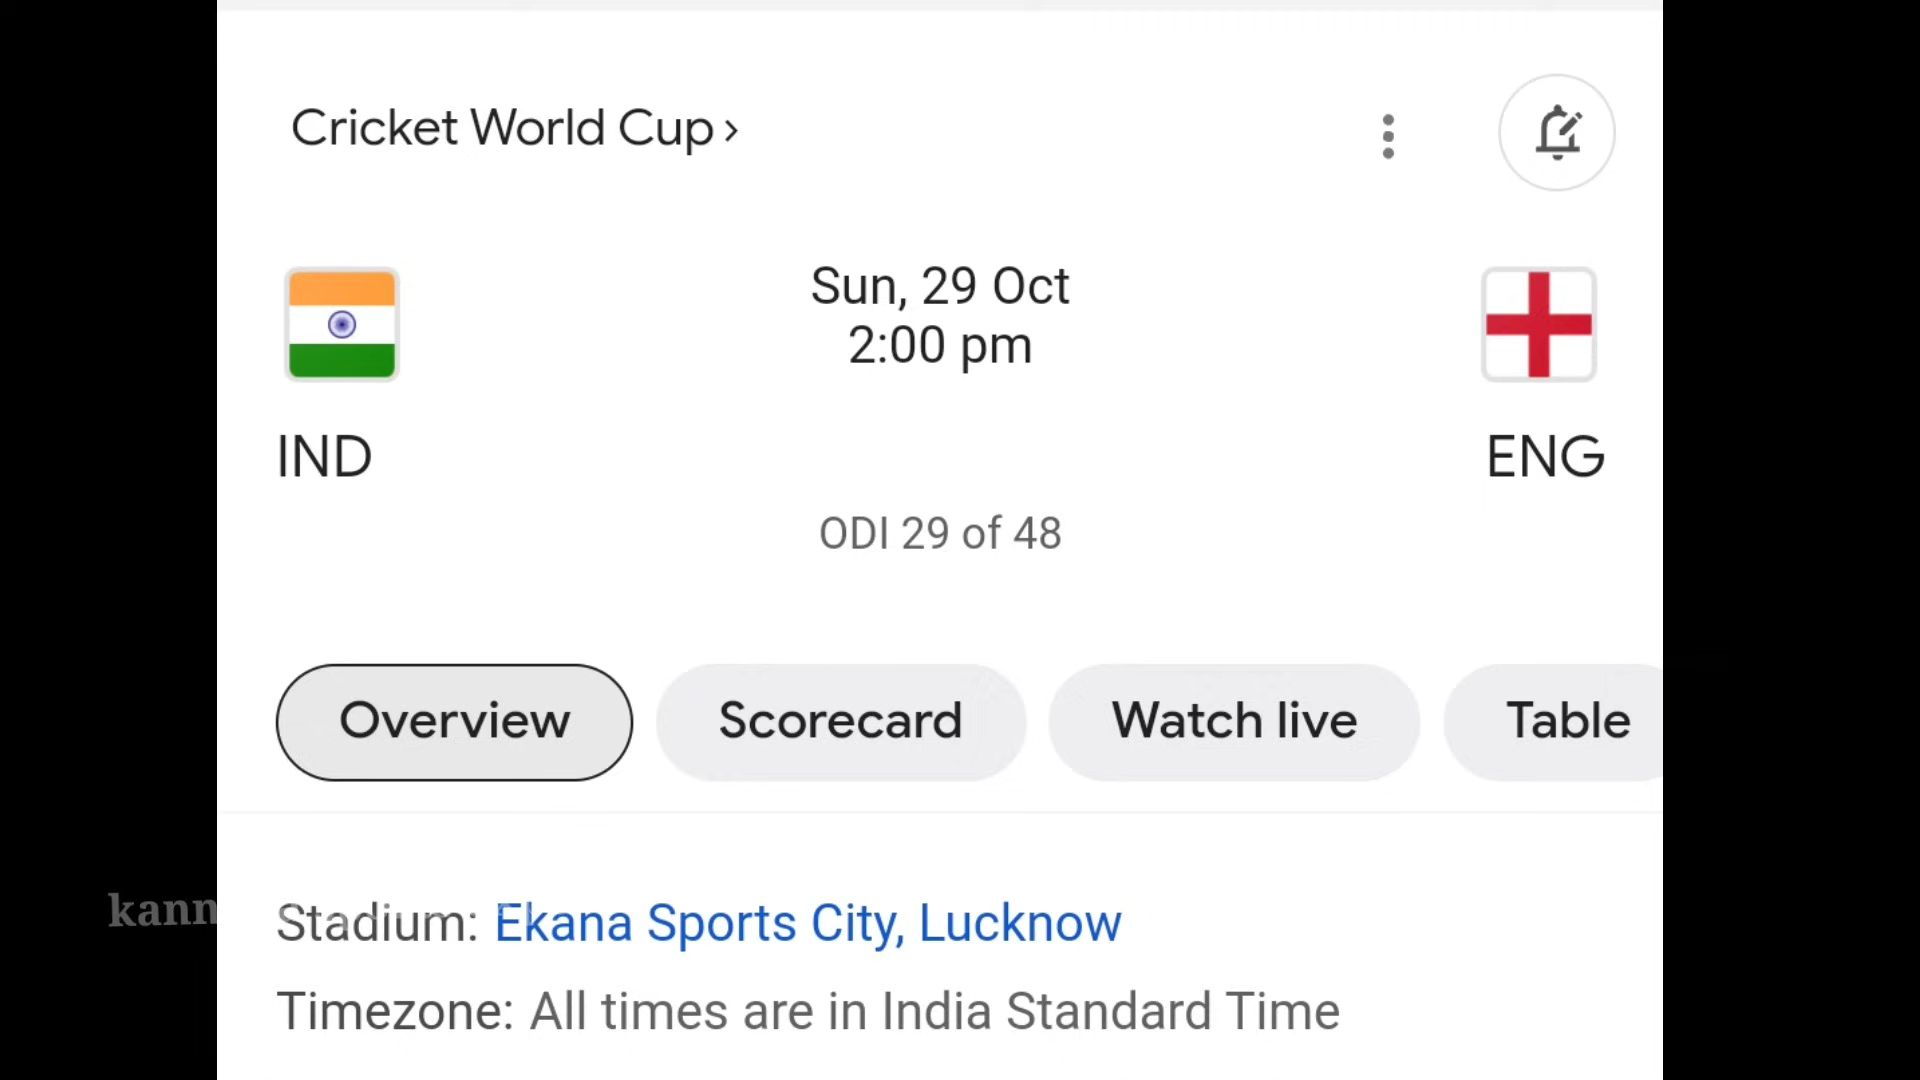 Cricket World Cup ›
Sun, 29 Oct
2:00 pm
IND
ENG
ODI 29 of 48
Overview
Scorecard
Watch live
Table
Stadium: Ekana Sports City, Lucknow
Timezone: All times are in India Standard Time
kann